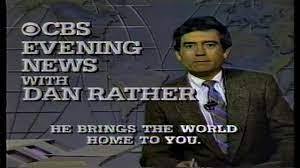 CBS
EVENING
NEWS
WITH
DAN RATHER
HE BRINGS THE WORLD
HOME TO YOU.